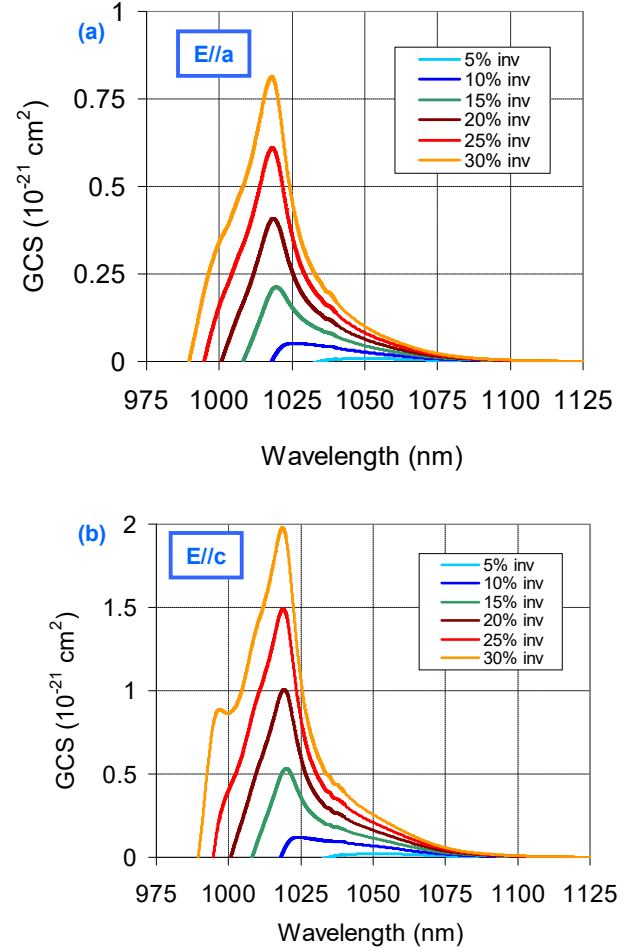 (a)
E//a
1
0.75
0.5
0.25
0
GCS (10⁻²¹ cm²)
5% inv
10% inv
15% inv
20% inv
25% inv
30% inv
975 1000 1025 1050 1075 1100 1125
Wavelength (nm)
(b)
E//c
2
1.5
1
0.5
0
GCS (10⁻²¹ cm²)
5% inv
10% inv
15% inv
20% inv
25% inv
30% inv
975 1000 1025 1050 1075 1100 1125
Wavelength (nm)